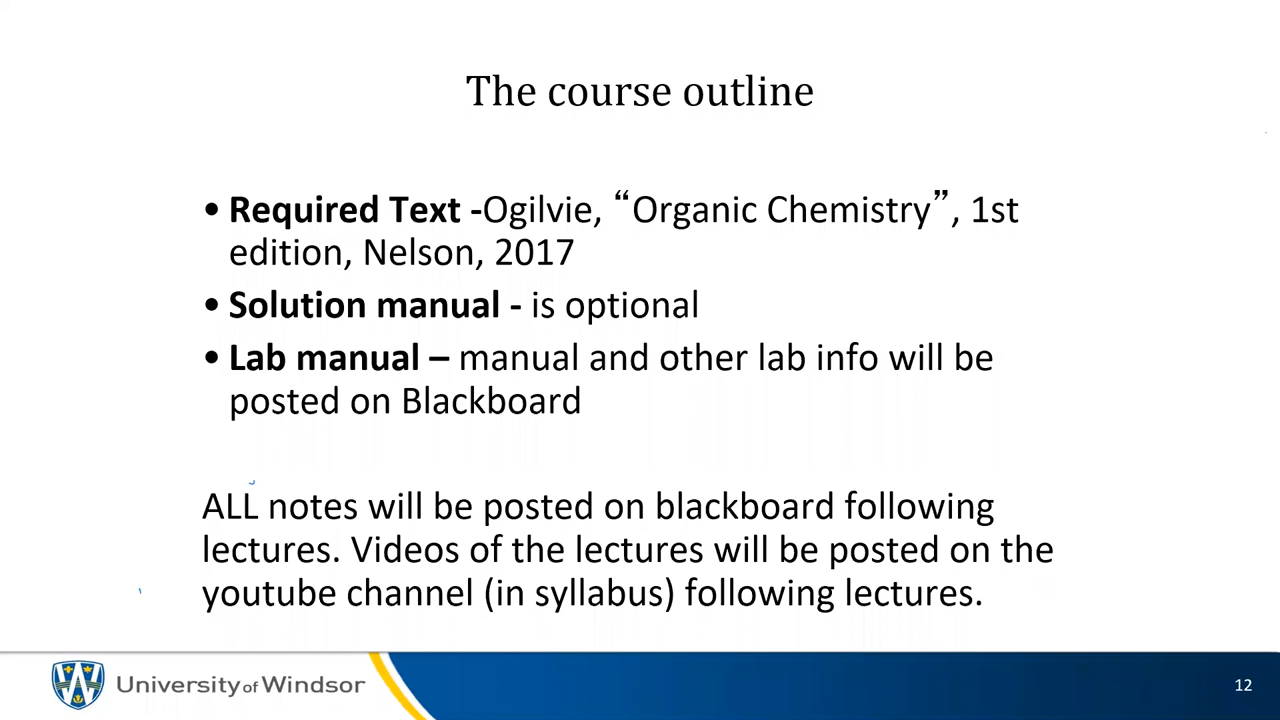 The course outline
• Required Text -Ogilvie, “Organic Chemistry”, 1st
edition, Nelson, 2017
• Solution manual - is optional
• Lab manual – manual and other lab info will be
posted on Blackboard
ALL notes will be posted on blackboard following
lectures. Videos of the lectures will be posted on the
youtube channel (in syllabus) following lectures.
University of Windsor
12